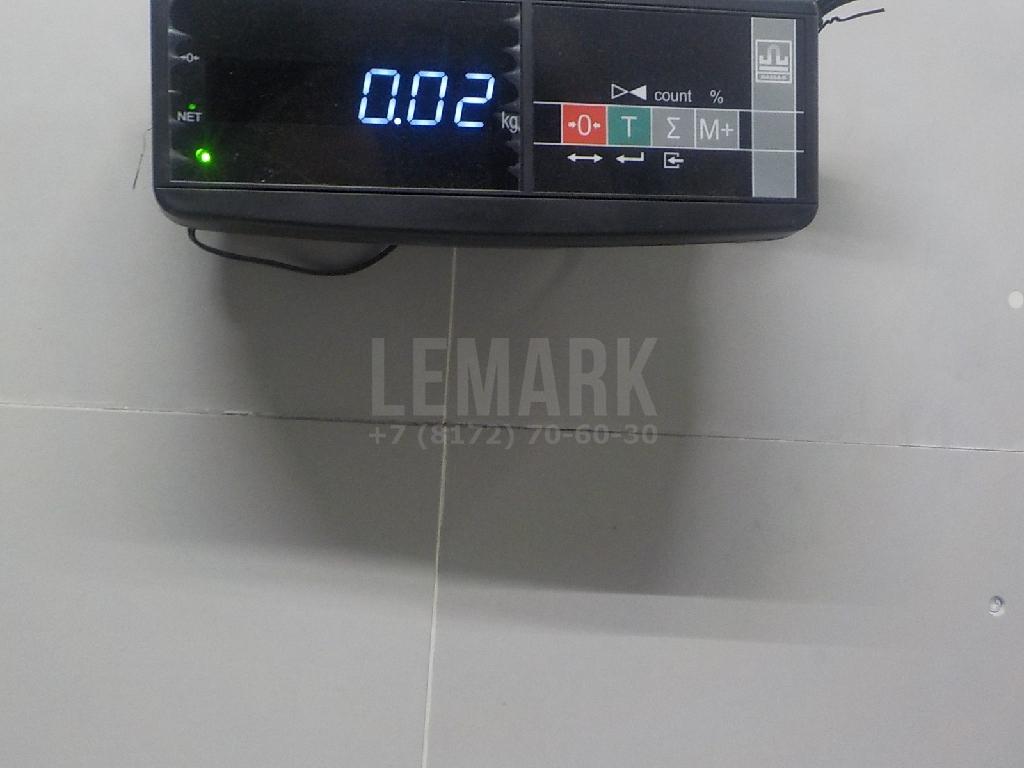 →0←
0.02
NET
kg
count %
→0← T Σ M+
LEMARK
+7 (8172) 70-60-30